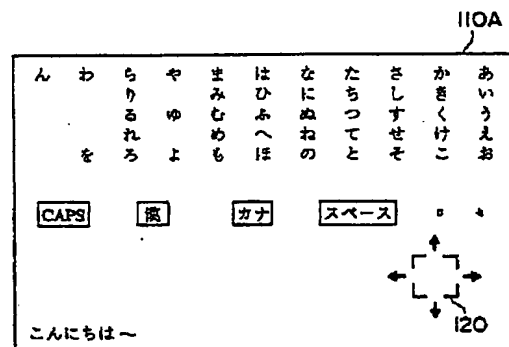 110A
あいうえお
かきくけこ
さしすせそ
たちつてと
なにぬねの
はひふへほ
まみむめも
や ゆ よ
らりるれろ
わ を
ん
CAPS 漢 カナ スペース
120
こんにちは～